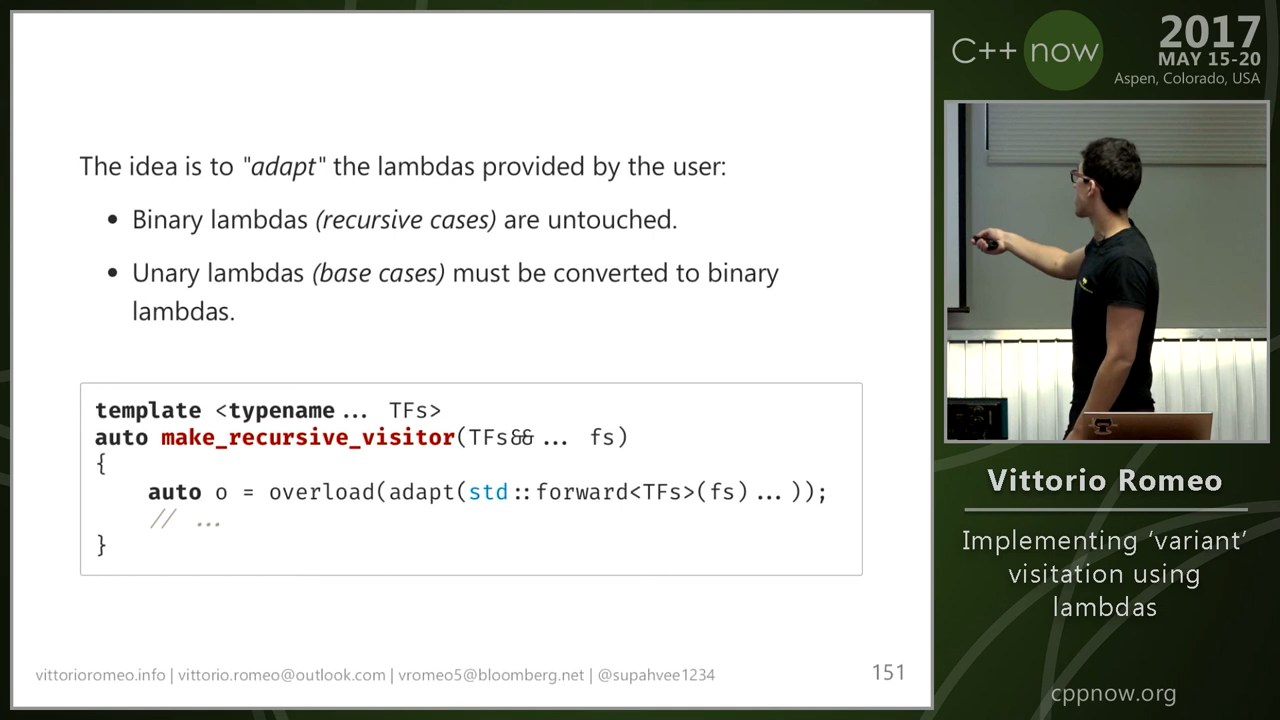 The idea is to "adapt" the lambdas provided by the user:
• Binary lambdas (recursive cases) are untouched.
• Unary lambdas (base cases) must be converted to binary
lambdas.
template <typename... TFs>
auto make_recursive_visitor(TFs&&... fs)
{
auto o = overload(adapt(std::forward<TFs>(fs)...));
// ...
}
vittorioromeo.info | vittorio.romeo@outlook.com | vromeo5@bloomberg.net | @supahvee1234
151
C++ now
2017
MAY 15-20
Aspen, Colorado, USA
Vittorio Romeo
Implementing ‘variant’
visitation using
lambdas
cppnow.org